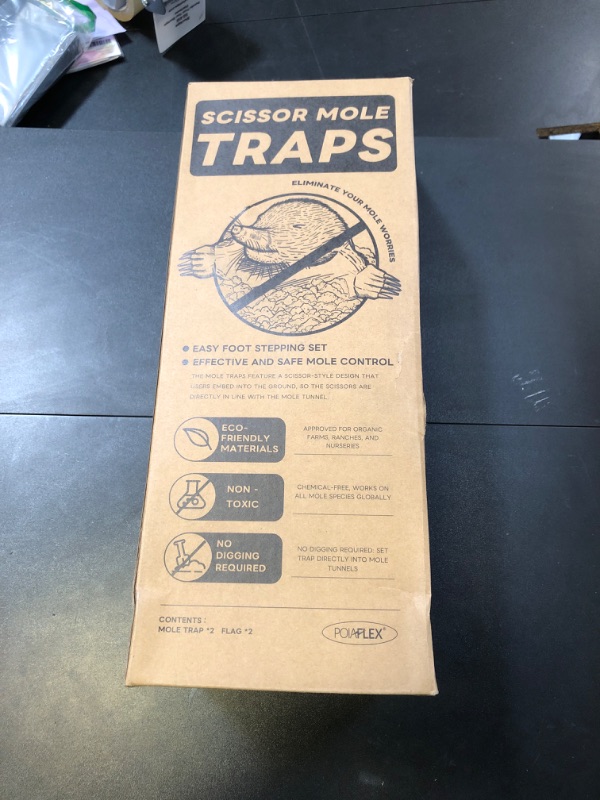 SCISSOR MOLE
TRAPS
ELIMINATE YOUR MOLE WORRIES
EASY FOOT STEPPING SET
EFFECTIVE AND SAFE MOLE CONTROL
THE MOLE TRAPS FEATURE A SCISSOR-STYLE DESIGN THAT
USERS EMBED INTO THE GROUND, SO THE SCISSORS ARE
DIRECTLY IN LINE WITH THE MOLE TUNNEL.
ECO-
FRIENDLY
MATERIALS
APPROVED FOR ORGANIC
FARMS, RANCHES, AND
NURSERIES
NON -
TOXIC
CHEMICAL-FREE, WORKS ON
ALL MOLE SPECIES GLOBALLY
NO
DIGGING
REQUIRED
NO DIGGING REQUIRED: SET
TRAP DIRECTLY INTO MOLE
TUNNELS
CONTENTS :
MOLE TRAP *2 FLAG *2